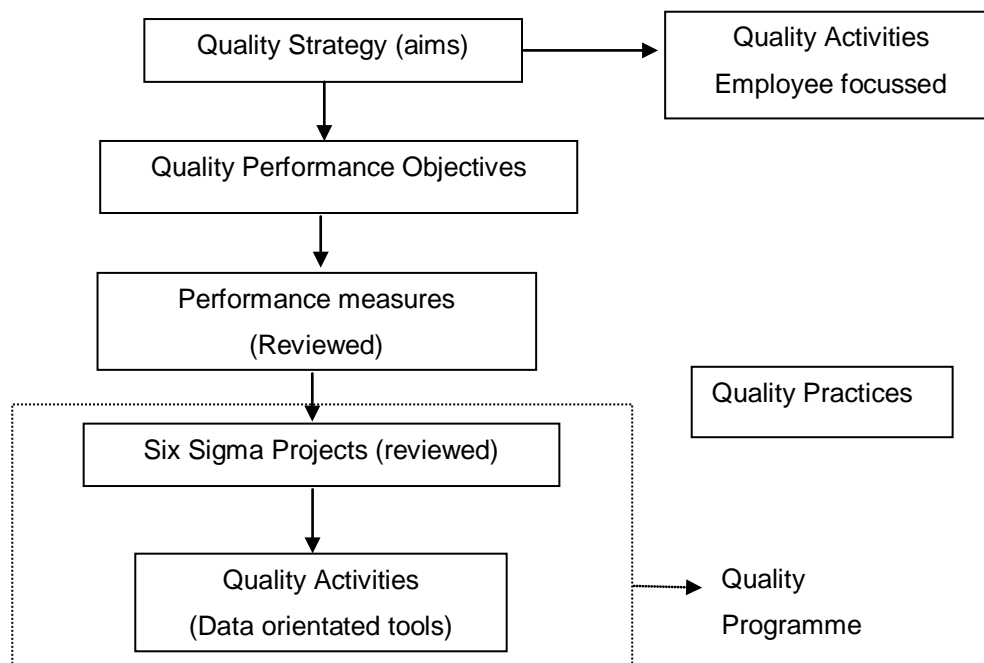 Quality Strategy (aims)
Quality Activities
Employee focussed
Quality Performance Objectives
Performance measures
(Reviewed)
Quality Practices
Six Sigma Projects (reviewed)
Quality Activities
(Data orientated tools)
Quality
Programme